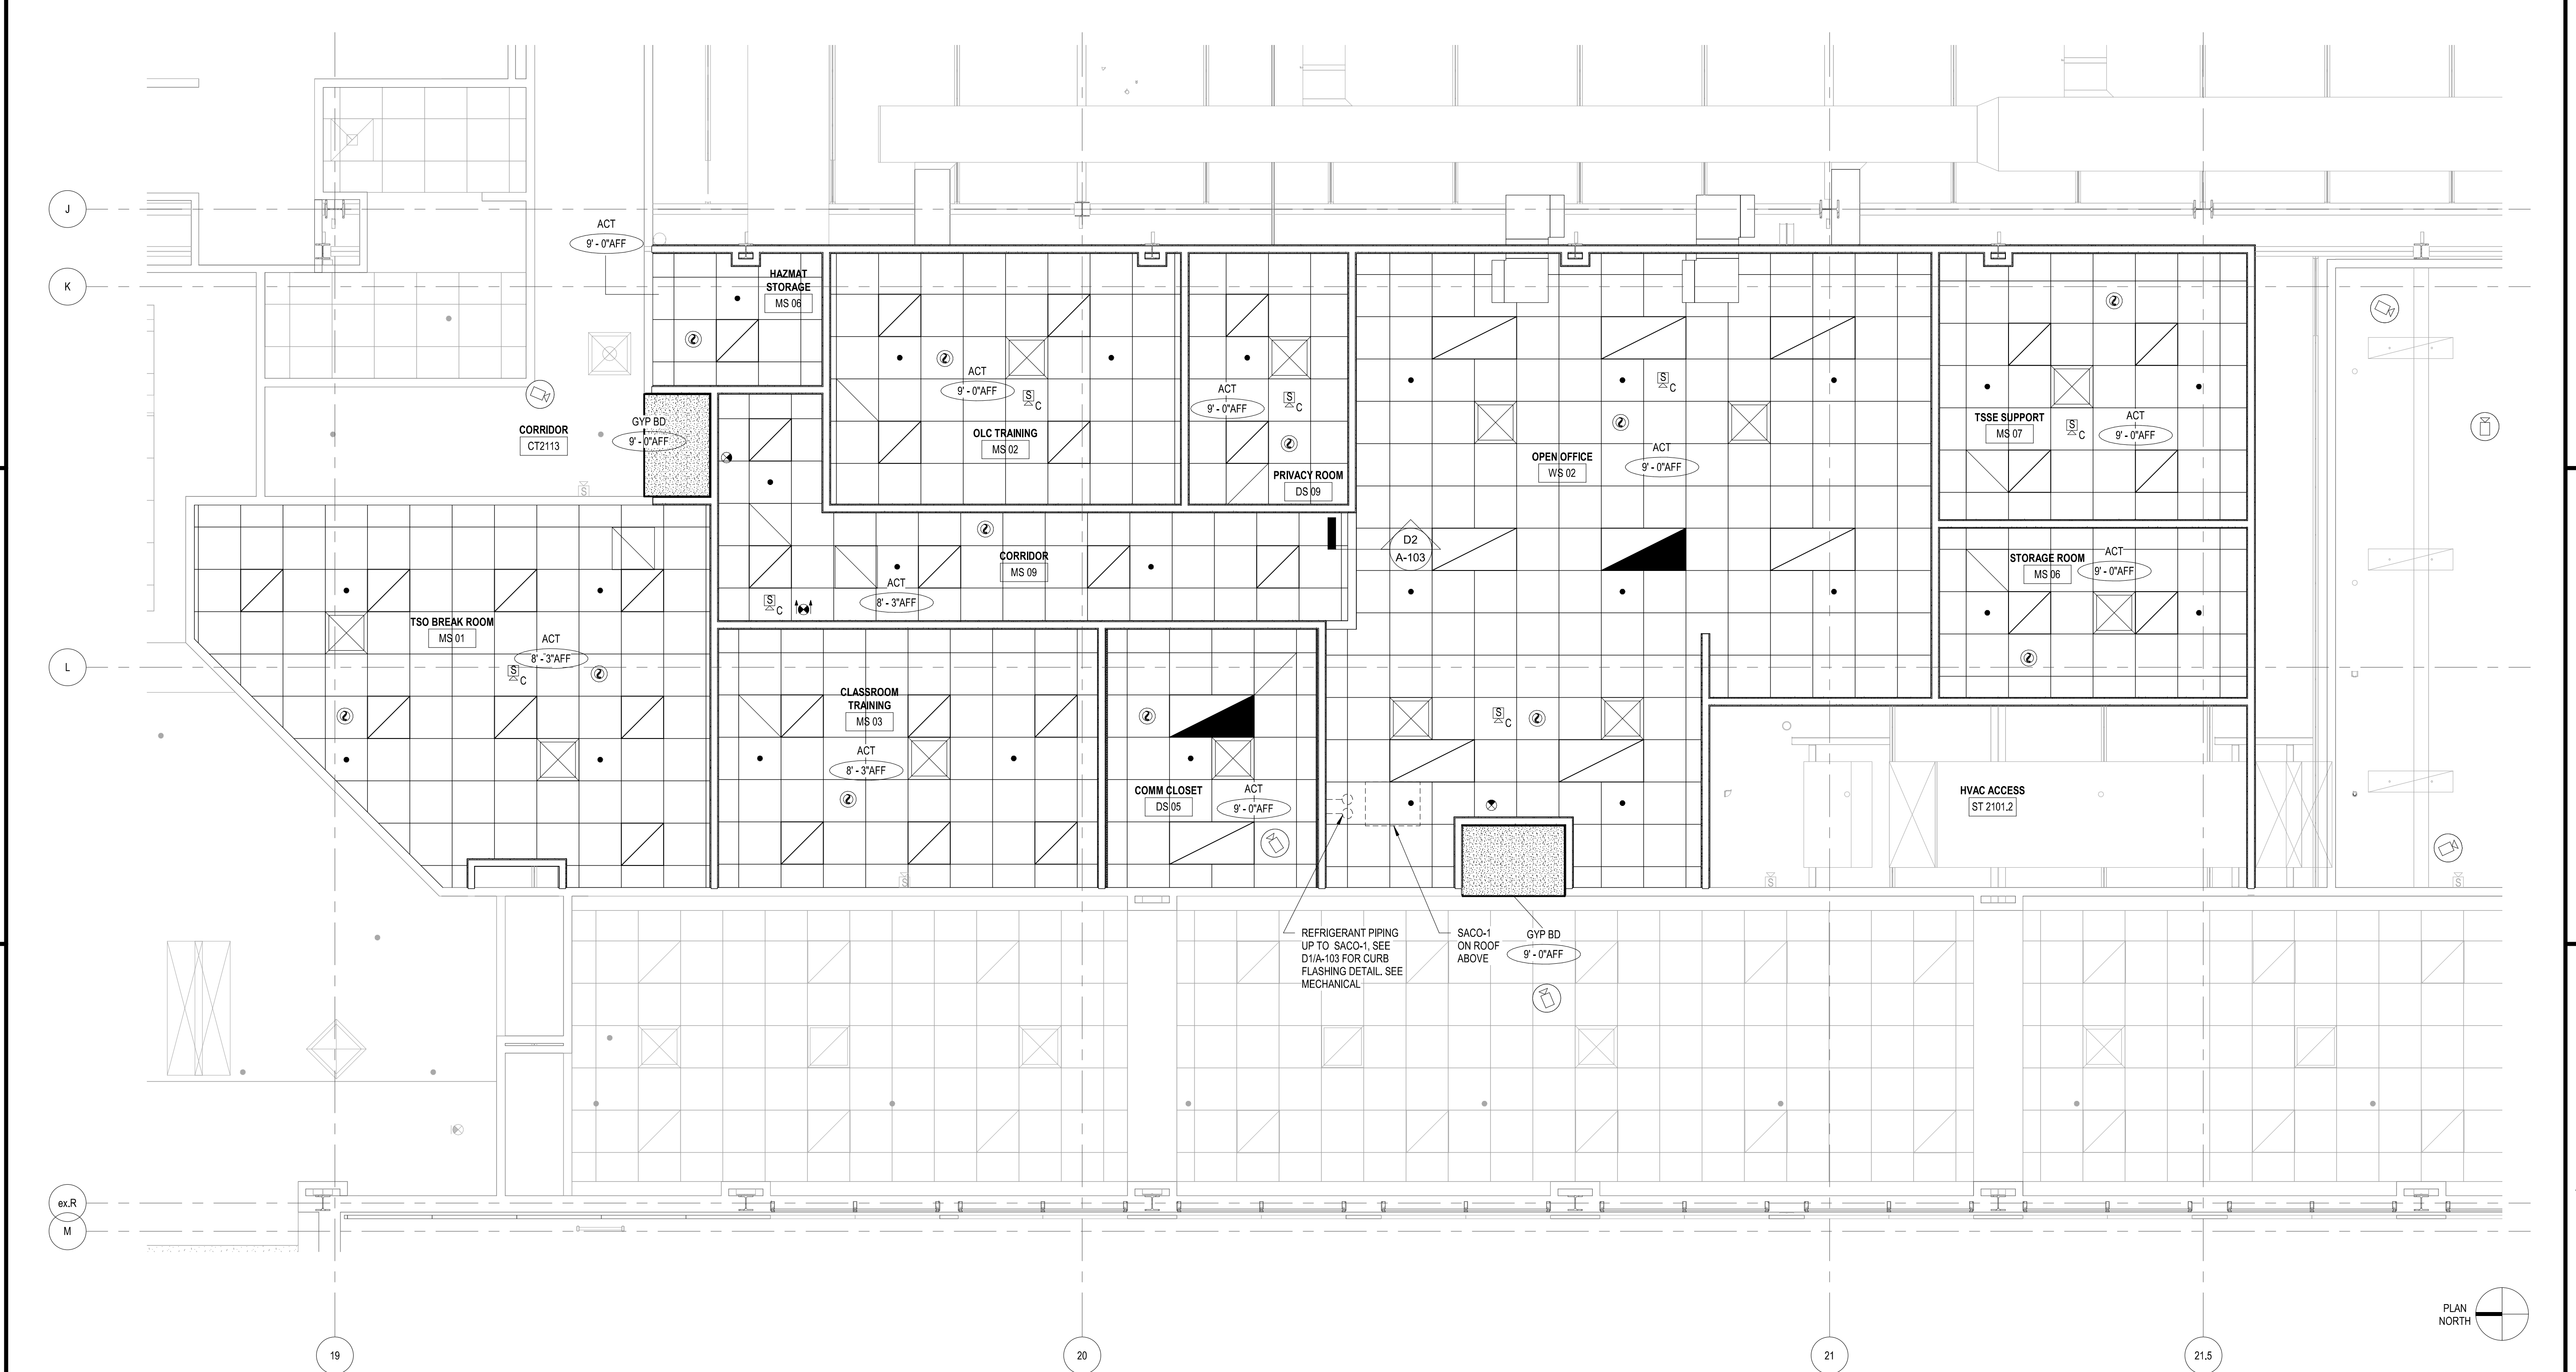 J
ACT
9' - 0"AFF
K
HAZMAT
STORAGE
MS 06
ACT
9' - 0"AFF
OLC TRAINING
MS 02
S
C
ACT
9' - 0"AFF
S
C
PRIVACY ROOM
DS 09
OPEN OFFICE
WS 02
ACT
9' - 0"AFF
S
C
TSSE SUPPORT
MS 07
S
C
ACT
9' - 0"AFF
CORRIDOR
CT2113
GYP BD
9' - 0"AFF
S
D2
A-103
STORAGE ROOM
MS 06
ACT
9' - 0"AFF
CORRIDOR
MS 09
ACT
8' - 3"AFF
S
C
TSO BREAK ROOM
MS 01
ACT
8' - 3"AFF
S
C
L
CLASSROOM
TRAINING
MS 03
ACT
8' - 3"AFF
S
C
COMM CLOSET
DS 05
ACT
9' - 0"AFF
HVAC ACCESS
ST 2101.2
S
S
S
REFRIGERANT PIPING
UP TO SACO-1, SEE
D1/A-103 FOR CURB
FLASHING DETAIL. SEE
MECHANICAL
SACO-1
ON ROOF
ABOVE
GYP BD
9' - 0"AFF
ex.R
M
PLAN
NORTH
19
20
21
21.5